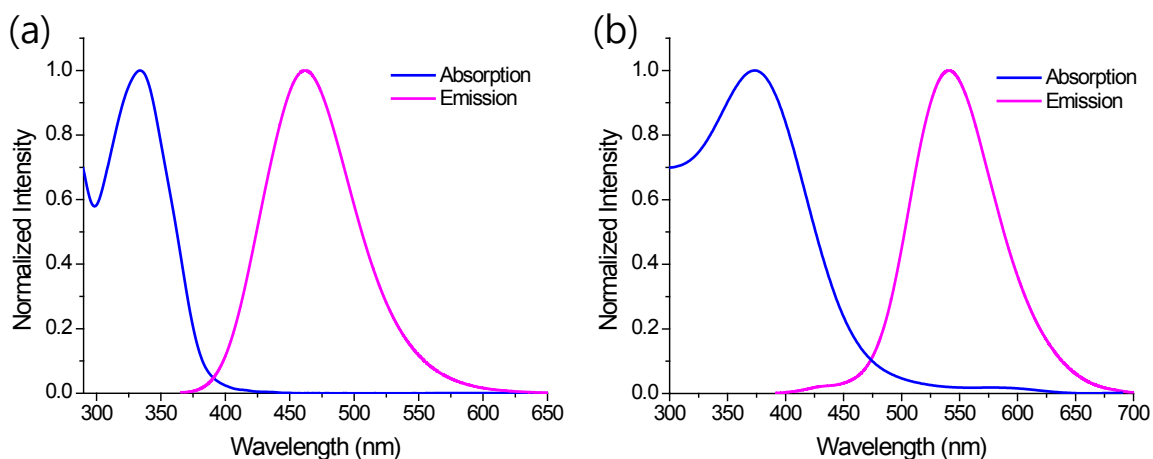 (a)
1.0
0.8
0.6
0.4
0.2
0.0
Normalized Intensity
Absorption
Emission
300 350 400 450 500 550 600 650
Wavelength (nm)
(b)
1.0
0.8
0.6
0.4
0.2
0.0
Normalized Intensity
Absorption
Emission
300 350 400 450 500 550 600 650 700
Wavelength (nm)